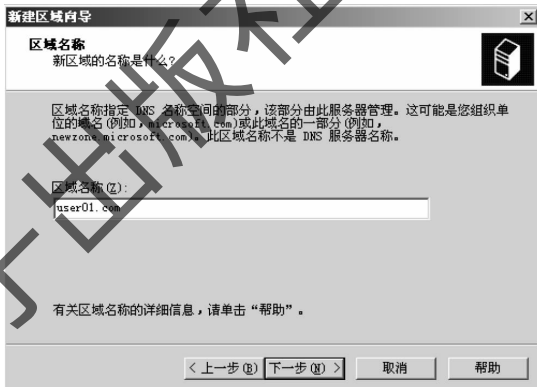 新建区域向导
区域名称
新区域的名称是什么?
区域名称指定 DNS 名称空间的部分，该部分由此服务器管理。这可能是您组织单
位的域名(例如，microsoft.com)或此域名的一部分(例如，
newzone.microsoft.com)。此区域名称不是 DNS 服务器名称。
区域名称(Z):
user01.com
有关区域名称的详细信息，请单击“帮助”。
< 上一步(B) 下一步(N) > 取消 帮助
出版社